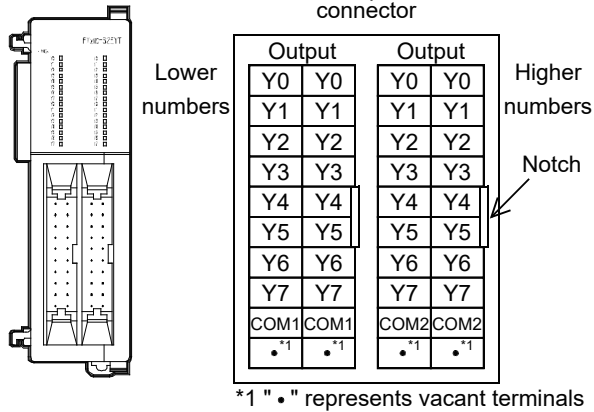 connector
Output Output
Lower numbers
Higher numbers
Y0 Y0 Y0 Y0
Y1 Y1 Y1 Y1
Y2 Y2 Y2 Y2
Y3 Y3 Y3 Y3
Notch
Y4 Y4 Y4 Y4
Y5 Y5 Y5 Y5
Y6 Y6 Y6 Y6
Y7 Y7 Y7 Y7
COM1 COM1 COM2 COM2
•*1 •*1 •*1 •*1
*1 " • " represents vacant terminals